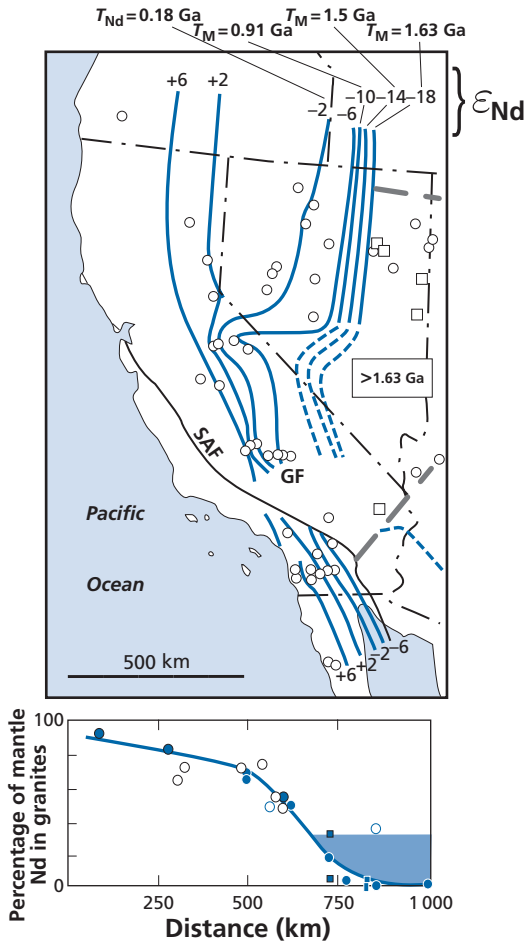 T_Nd = 0.18 Ga
T_M = 1.5 Ga
T_M = 0.91 Ga
T_M = 1.63 Ga
+6
+2
−2
−6
−10
−14
−18
ε_Nd
>1.63 Ga
SAF
GF
Pacific
Ocean
500 km
+6
+2
−2
−6
100
Percentage of mantle
Nd in granites
0
250
500
750
1 000
Distance (km)